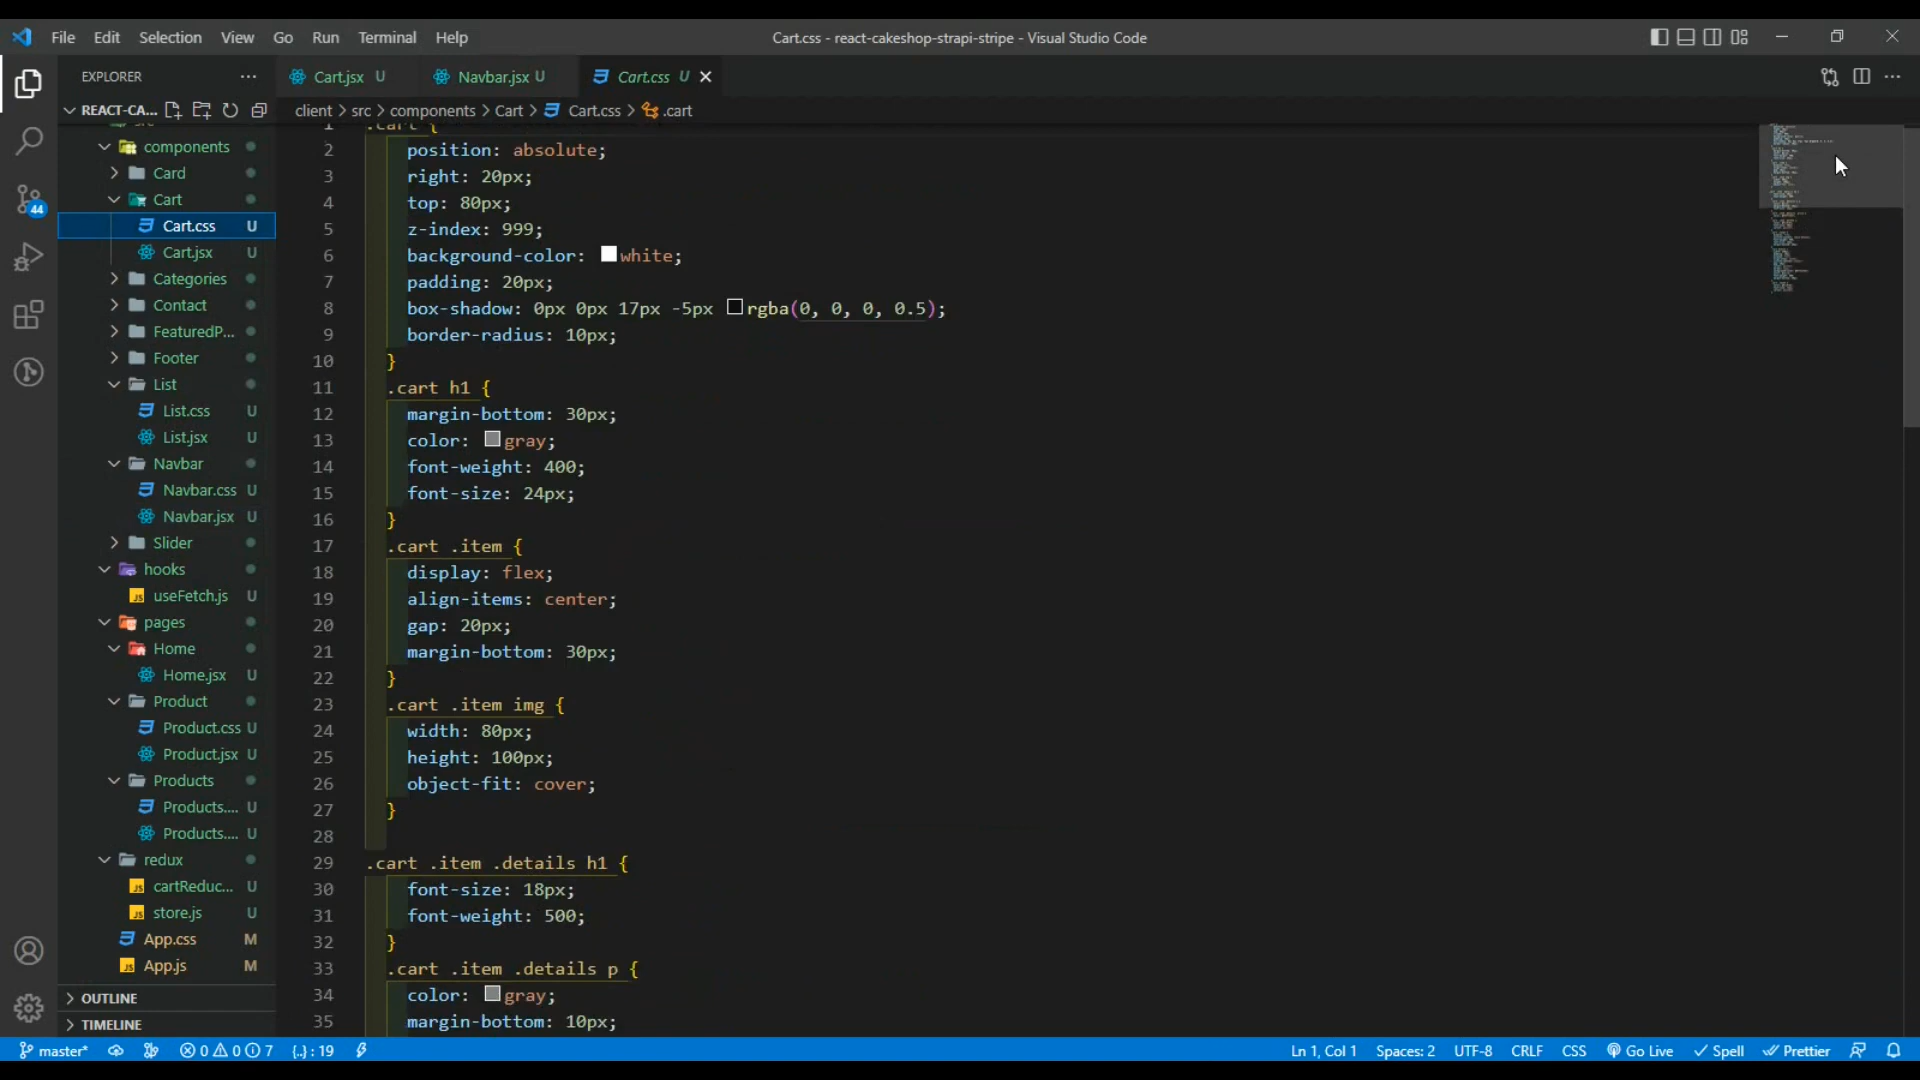 File Edit Selection View Go Run Terminal Help
Cart.css - react-cakeshop-strapi-stripe - Visual Studio Code
EXPLORER
Cart.jsx U
Navbar.jsx U
Cart.css U
REACT-CA...
client > src > components > Cart > Cart.css > .cart
components
Card
Cart
Cart.css U
Cart.jsx U
Categories
Contact
FeaturedP...
Footer
List
List.css U
List.jsx U
Navbar
Navbar.css U
Navbar.jsx U
Slider
hooks
JS useFetch.js U
pages
Home
Home.jsx U
Product
Product.css U
Product.jsx U
Products
Products.... U
Products.... U
redux
JS cartReduc... U
JS store.js U
App.css M
JS App.js M
OUTLINE
TIMELINE
44
1 .cart {
2 position: absolute;
3 right: 20px;
4 top: 80px;
5 z-index: 999;
6 background-color: white;
7 padding: 20px;
8 box-shadow: 0px 0px 17px -5px rgba(0, 0, 0, 0.5);
9 border-radius: 10px;
10 }
11 .cart h1 {
12 margin-bottom: 30px;
13 color: gray;
14 font-weight: 400;
15 font-size: 24px;
16 }
17 .cart .item {
18 display: flex;
19 align-items: center;
20 gap: 20px;
21 margin-bottom: 30px;
22 }
23 .cart .item img {
24 width: 80px;
25 height: 100px;
26 object-fit: cover;
27 }
28
29 .cart .item .details h1 {
30 font-size: 18px;
31 font-weight: 500;
32 }
33 .cart .item .details p {
34 color: gray;
35 margin-bottom: 10px;
master* 0 0 7 {..} : 19
Ln 1, Col 1 Spaces: 2 UTF-8 CRLF CSS Go Live Spell Prettier